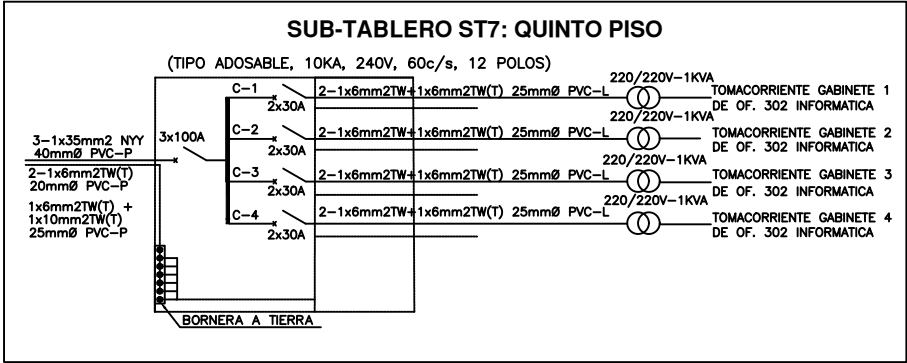 SUB-TABLERO ST7: QUINTO PISO
(TIPO ADOSABLE, 10KA, 240V, 60c/s, 12 POLOS)
3-1x35mm2 NYY
40mmØ PVC-P
2-1x6mm2TW(T)
20mmØ PVC-P
1x6mm2TW(T) +
1x10mm2TW(T)
25mmØ PVC-P
3x100A
C-1
2x30A
2-1x6mm2TW+1x6mm2TW(T) 25mmØ PVC-L
220/220V-1KVA
TOMACORRIENTE GABINETE 1
DE OF. 302 INFORMATICA
C-2
2x30A
2-1x6mm2TW+1x6mm2TW(T) 25mmØ PVC-L
220/220V-1KVA
TOMACORRIENTE GABINETE 2
DE OF. 302 INFORMATICA
C-3
2x30A
2-1x6mm2TW+1x6mm2TW(T) 25mmØ PVC-L
220/220V-1KVA
TOMACORRIENTE GABINETE 3
DE OF. 302 INFORMATICA
C-4
2x30A
2-1x6mm2TW+1x6mm2TW(T) 25mmØ PVC-L
220/220V-1KVA
TOMACORRIENTE GABINETE 4
DE OF. 302 INFORMATICA
BORNERA A TIERRA